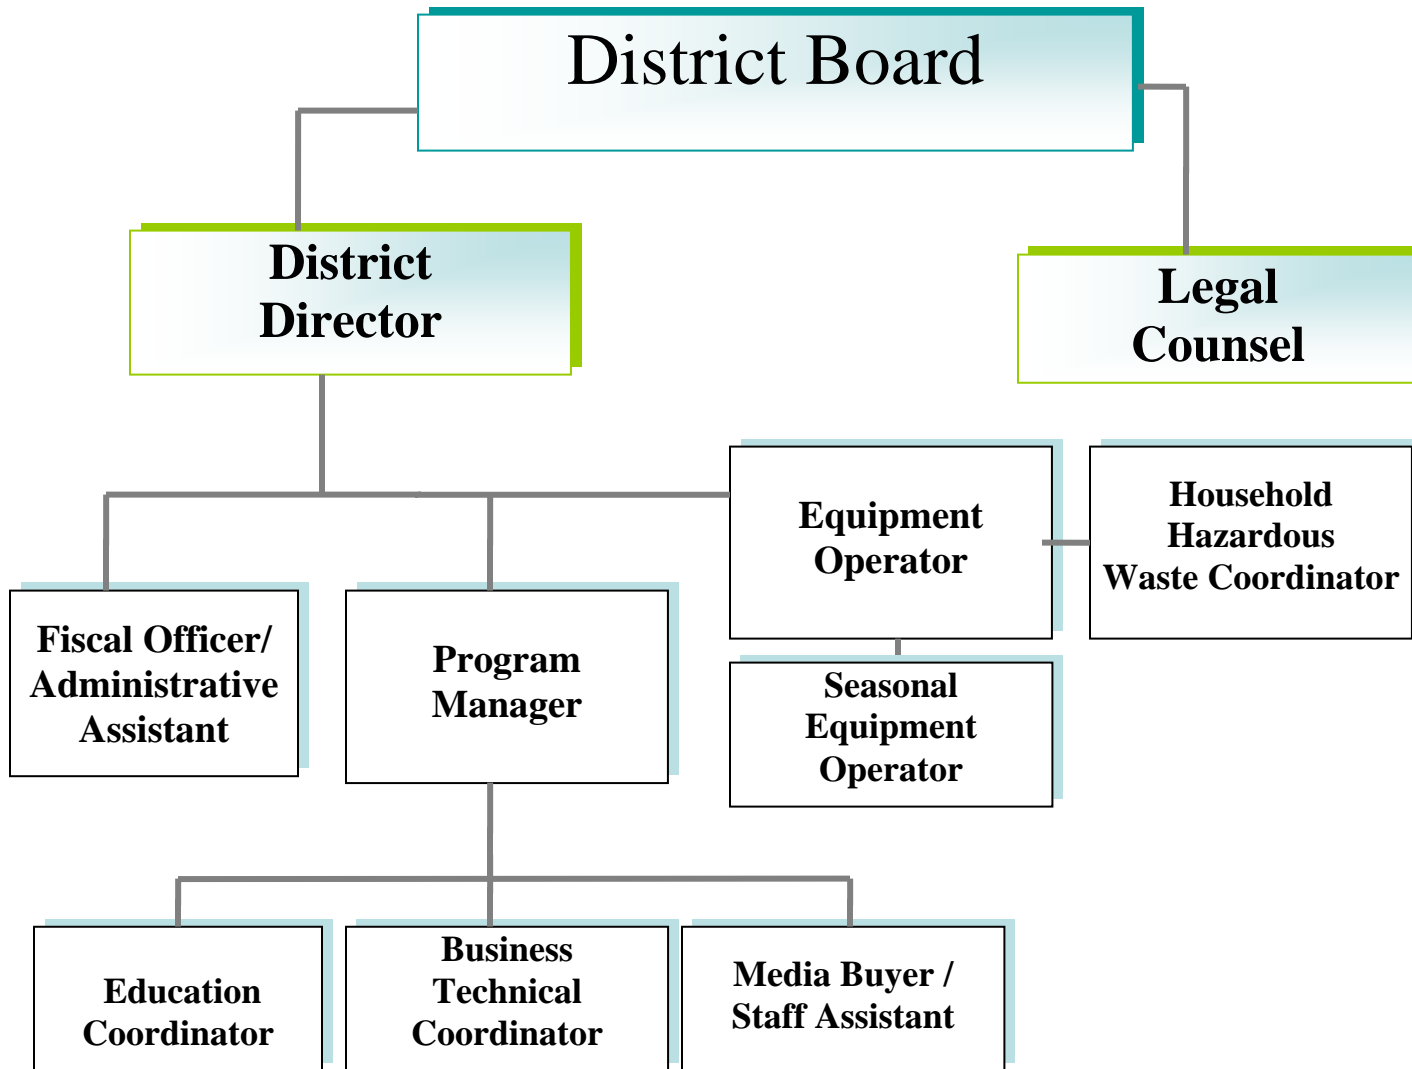 District Board
District
Director
Legal
Counsel
Equipment
Operator
Household
Hazardous
Waste Coordinator
Fiscal Officer/
Administrative
Assistant
Program
Manager
Seasonal
Equipment
Operator
Education
Coordinator
Business
Technical
Coordinator
Media Buyer /
Staff Assistant